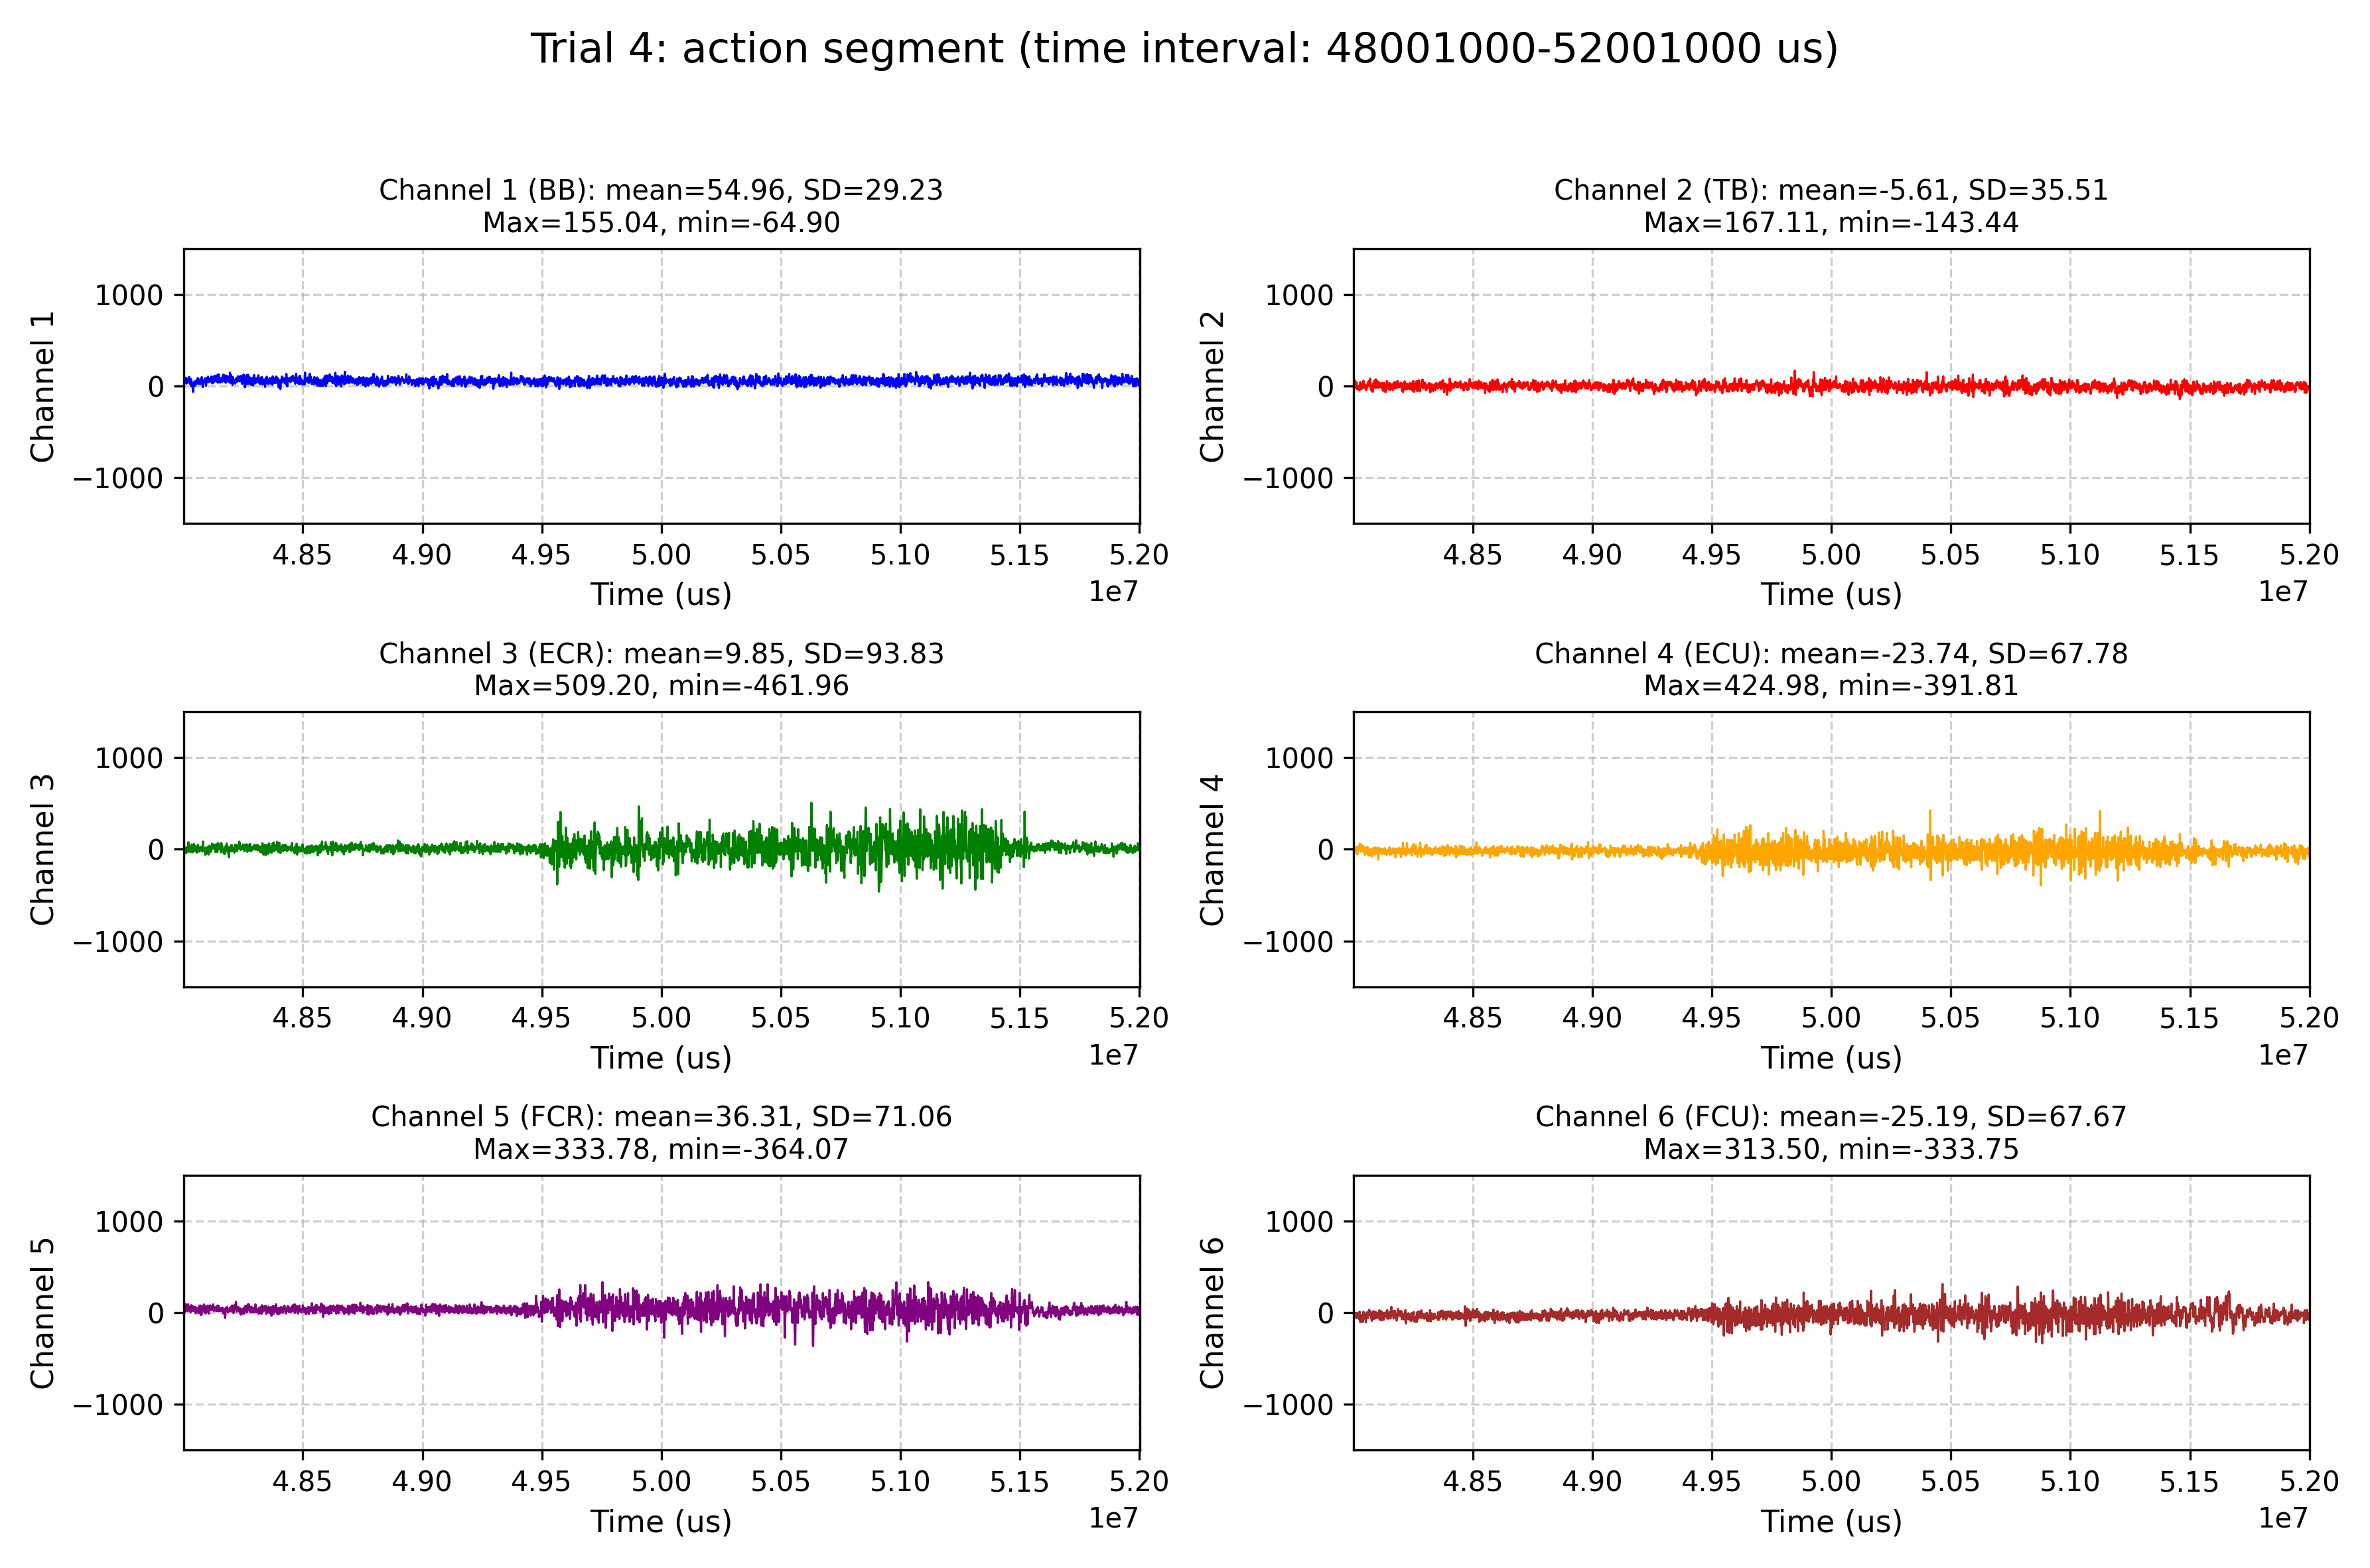 Trial 4: action segment (time interval: 48001000-52001000 us)
Channel 1 (BB): mean=54.96, SD=29.23
Max=155.04, min=-64.90
1000
0
−1000
Channel 1
4.85 4.90 4.95 5.00 5.05 5.10 5.15 5.20
Time (us)
1e7
Channel 2 (TB): mean=-5.61, SD=35.51
Max=167.11, min=-143.44
1000
0
−1000
Channel 2
4.85 4.90 4.95 5.00 5.05 5.10 5.15 5.20
Time (us)
1e7
Channel 3 (ECR): mean=9.85, SD=93.83
Max=509.20, min=-461.96
1000
0
−1000
Channel 3
4.85 4.90 4.95 5.00 5.05 5.10 5.15 5.20
Time (us)
1e7
Channel 4 (ECU): mean=-23.74, SD=67.78
Max=424.98, min=-391.81
1000
0
−1000
Channel 4
4.85 4.90 4.95 5.00 5.05 5.10 5.15 5.20
Time (us)
1e7
Channel 5 (FCR): mean=36.31, SD=71.06
Max=333.78, min=-364.07
1000
0
−1000
Channel 5
4.85 4.90 4.95 5.00 5.05 5.10 5.15 5.20
Time (us)
1e7
Channel 6 (FCU): mean=-25.19, SD=67.67
Max=313.50, min=-333.75
1000
0
−1000
Channel 6
4.85 4.90 4.95 5.00 5.05 5.10 5.15 5.20
Time (us)
1e7